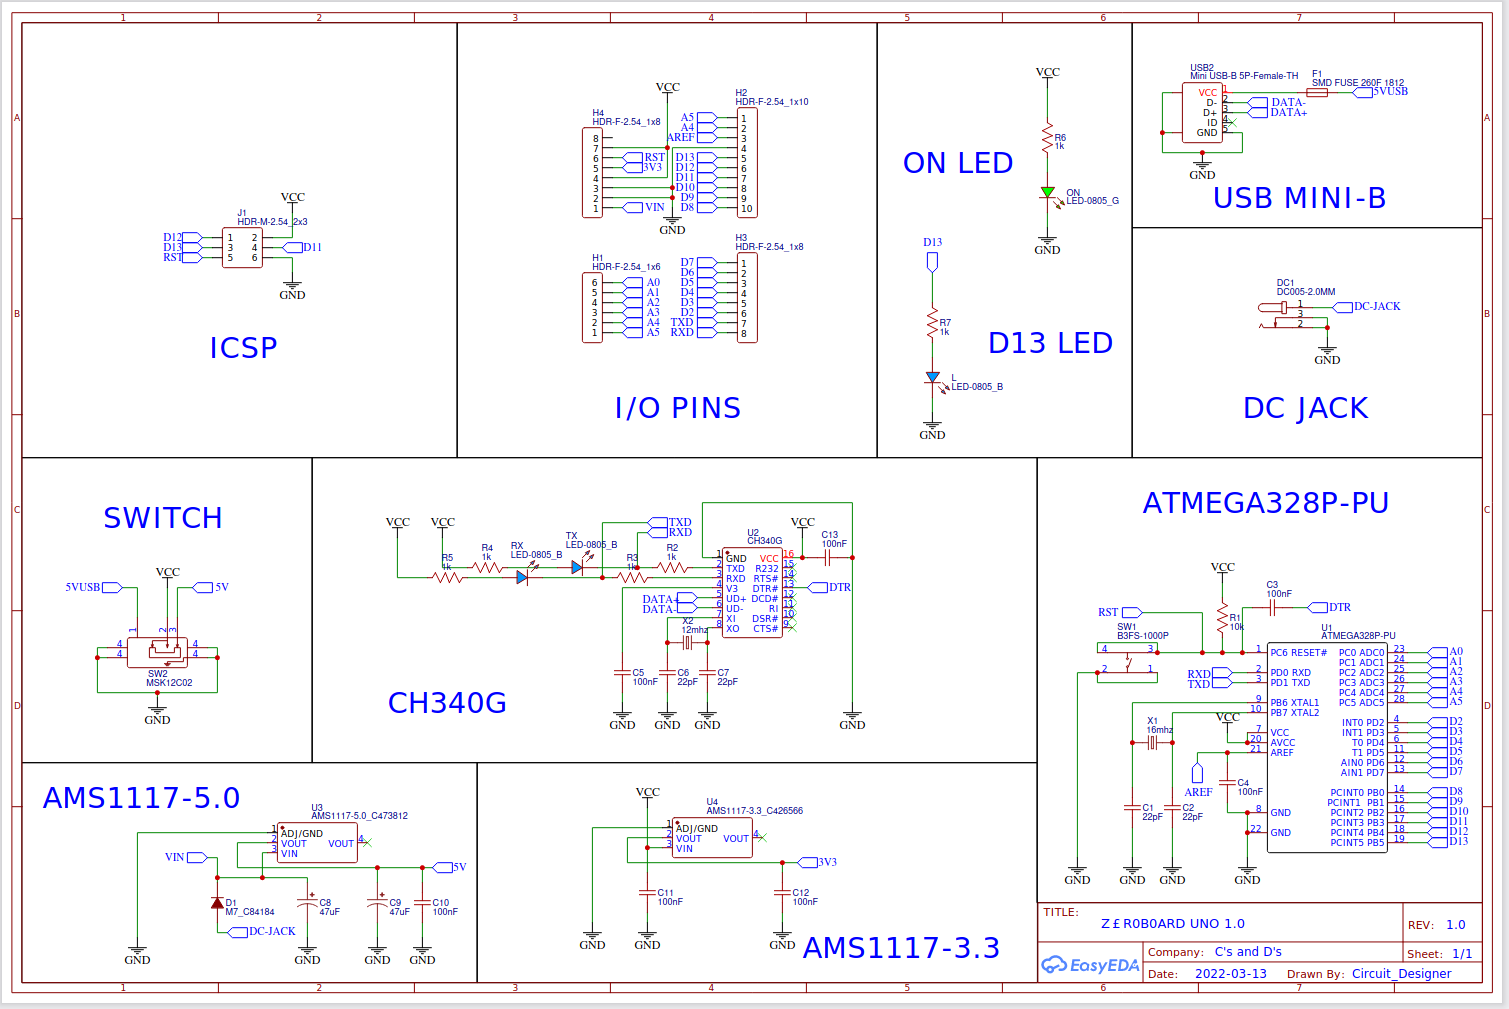 1 2 3 4 5 6 7
A
B
C
D
VCC
J1
HDR-M-2.54_2x3
D12 1 2
D13 3 4 D11
RST 5 6
GND
ICSP
VCC
H4
HDR-F-2.54_1x8
8
7
6 RST
5 3V3
4
3
2
1 VIN
H2
HDR-F-2.54_1x10
A5 1
A4 2
AREF 3
4
D13 5
D12 6
D11 7
D10 8
D9 9
D8 10
GND
H1
HDR-F-2.54_1x6
6 A0
5 A1
4 A2
3 A3
2 A4
1 A5
H3
HDR-F-2.54_1x8
D7 1
D6 2
D5 3
D4 4
D3 5
D2 6
TXD 7
RXD 8
I/O PINS
VCC
R6
1k
ON
LED-0805_G
GND
ON LED
D13
R7
1k
L
LED-0805_B
GND
D13 LED
USB2
Mini USB-B 5P-Female-TH
VCC 1
D- 2 DATA-
D+ 3 DATA+
ID 4
GND 5
F1
SMD FUSE 260F 1812
5VUSB
GND
USB MINI-B
DC1
DC005-2.0MM
1 DC-JACK
3
2
GND
DC JACK
SWITCH
VCC
5VUSB 5V
1 2 3
4 4
4 4
SW2
MSK12C02
GND
VCC VCC
R5
1k
R4
1k
RX
LED-0805_B
TX
LED-0805_B
TXD
RXD
R3
1k
R2
1k
U2
CH340G
1 GND VCC 16
2 TXD R232 15
3 RXD RTS# 14
4 V3 DTR# 13 DTR
DATA+ 5 UD+ DCD# 12
DATA- 6 UD- RI 11
7 XI DSR# 10
8 XO CTS# 9
VCC
C13
100nF
X2
12mhz
C5
100nF
C6
22pF
C7
22pF
GND GND GND GND
CH340G
ATMEGA328P-PU
VCC
RST
SW1
B3FS-1000P
4 3
2 1
R1
10k
C3
100nF
DTR
U1
ATMEGA328P-PU
1 PC6 RESET#
RXD 2 PD0 RXD
TXD 3 PD1 TXD
9 PB6 XTAL1
10 PB7 XTAL2
7 VCC
20 AVCC
21 AREF
8 GND
22 GND
PC0 ADC0 23 A0
PC1 ADC1 24 A1
PC2 ADC2 25 A2
PC3 ADC3 26 A3
PC4 ADC4 27 A4
PC5 ADC5 28 A5
INT0 PD2 4 D2
INT1 PD3 5 D3
T0 PD4 6 D4
T1 PD5 11 D5
AIN0 PD6 12 D6
AIN1 PD7 13 D7
PCINT0 PB0 14 D8
PCINT1 PB1 15 D9
PCINT2 PB2 16 D10
PCINT3 PB3 17 D11
PCINT4 PB4 18 D12
PCINT5 PB5 19 D13
VCC
X1
16mhz
AREF
C4
100nF
C1
22pF
C2
22pF
GND GND GND GND
AMS1117-5.0
U3
AMS1117-5.0_C473812
1 ADJ/GND
2 VOUT VOUT 4
3 VIN
VIN
5V
D1
M7_C84184
DC-JACK
C8
47uF
C9
47uF
C10
100nF
GND GND GND GND
VCC
U4
AMS1117-3.3_C426566
1 ADJ/GND
2 VOUT VOUT 4
3 VIN
3V3
C11
100nF
C12
100nF
GND GND GND
AMS1117-3.3
TITLE:
Z£R0B0ARD UNO 1.0
REV: 1.0
EasyEDA
Company: C's and D's
Sheet: 1/1
Date: 2022-03-13 Drawn By: Circuit_Designer
A
B
C
D
1 2 3 4 5 6 7